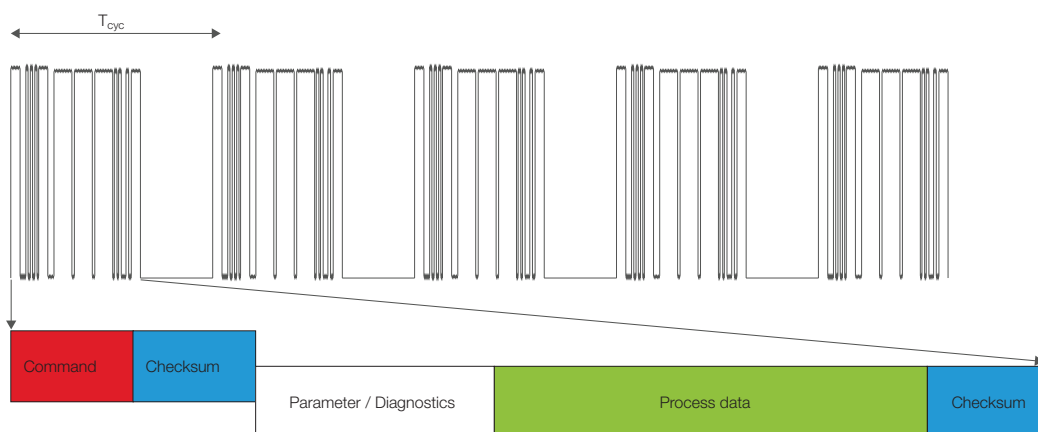 Tcyc
Command
Checksum
Parameter / Diagnostics
Process data
Checksum